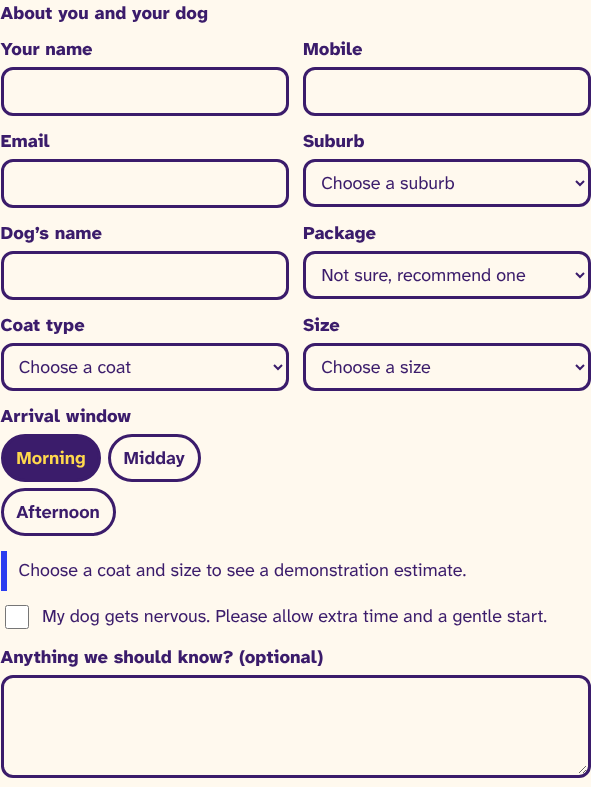 About you and your dog
Your name
Mobile
Email
Suburb
Choose a suburb
Dog’s name
Package
Not sure, recommend one
Coat type
Choose a coat
Size
Choose a size
Arrival window
Morning
Midday
Afternoon
Choose a coat and size to see a demonstration estimate.
My dog gets nervous. Please allow extra time and a gentle start.
Anything we should know? (optional)